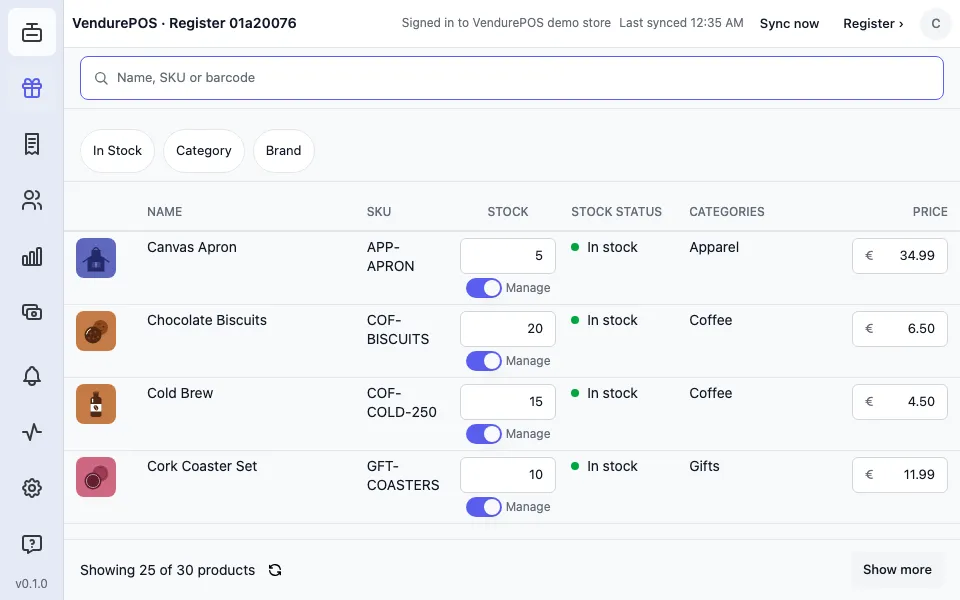 VendurePOS · Register 01a20076
Signed in to VendurePOS demo store Last synced 12:35 AM Sync now Register › C
Name, SKU or barcode
In Stock Category Brand
NAME SKU STOCK STOCK STATUS CATEGORIES PRICE
Canvas Apron APP-APRON 5 In stock Apparel € 34.99
Manage
Chocolate Biscuits COF-BISCUITS 20 In stock Coffee € 6.50
Manage
Cold Brew COF-COLD-250 15 In stock Coffee € 4.50
Manage
Cork Coaster Set GFT-COASTERS 10 In stock Gifts € 11.99
Manage
Showing 25 of 30 products Show more
v0.1.0